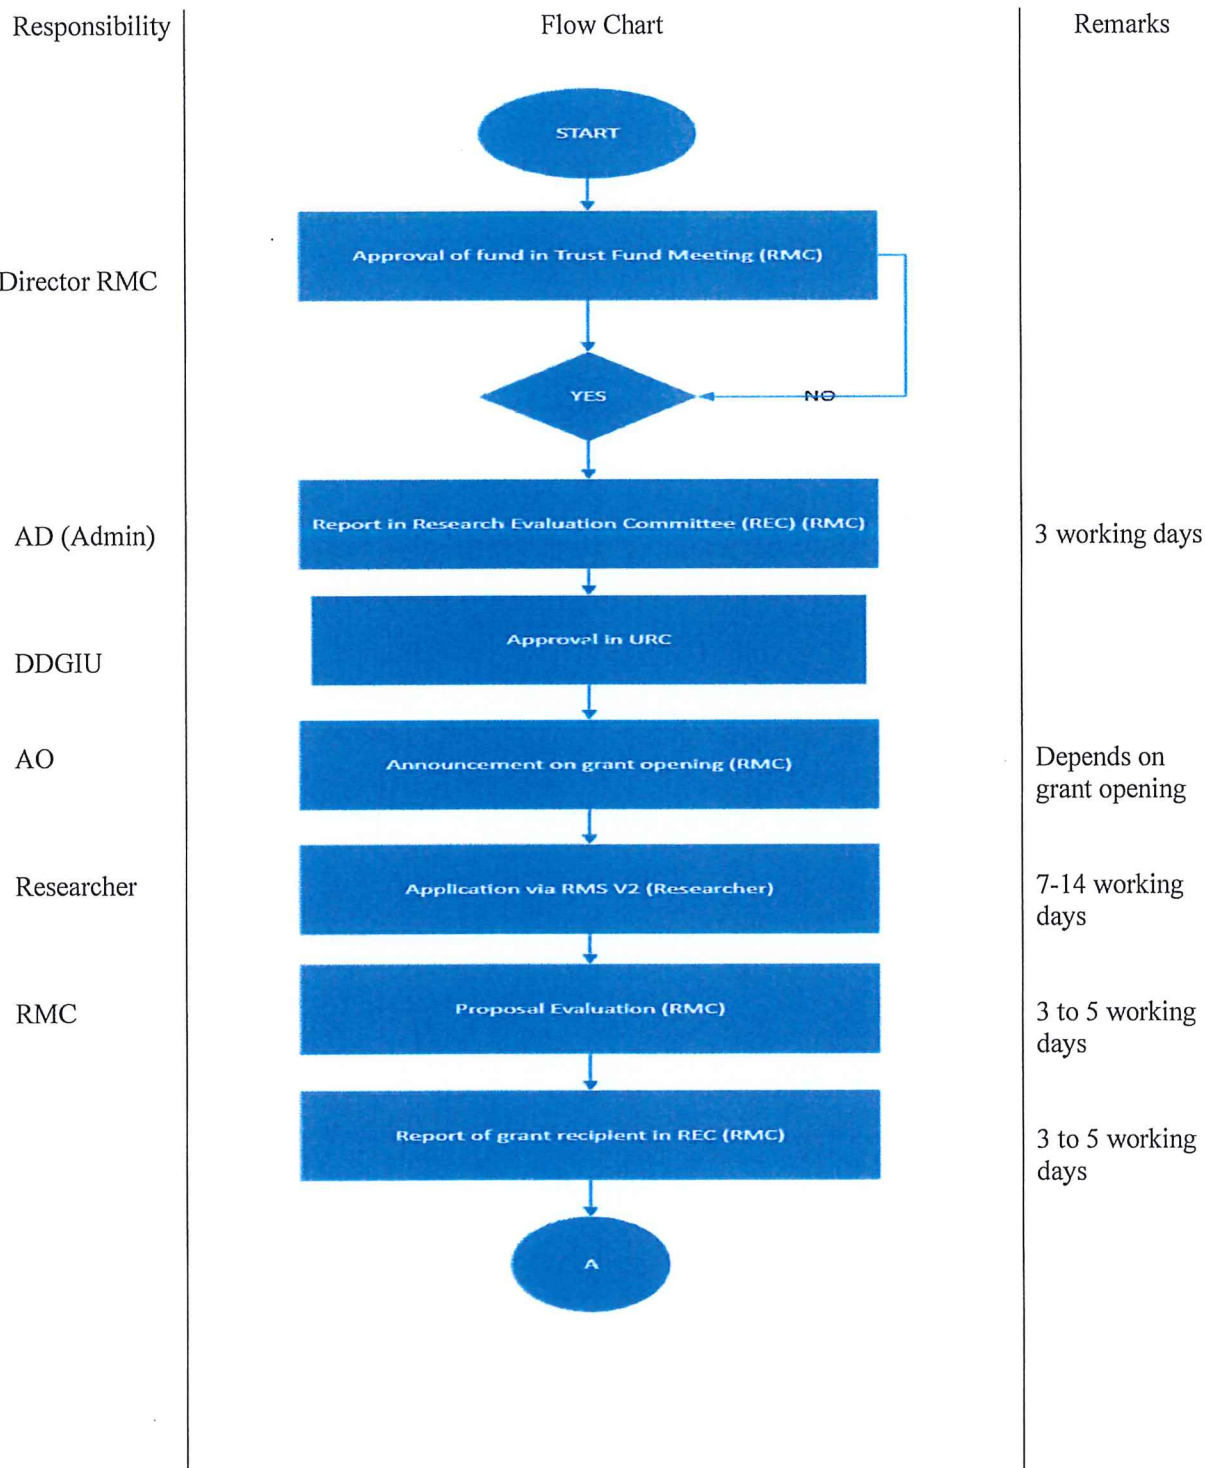 Responsibility
Flow Chart
Remarks
START
Approval of fund in Trust Fund Meeting (RMC)
Director RMC
YES
NO
Report in Research Evaluation Committee (REC) (RMC)
AD (Admin)
3 working days
Approval in URC
DDGIU
AO
Announcement on grant opening (RMC)
Depends on
grant opening
Researcher
Application via RMS V2 (Researcher)
7-14 working
days
RMC
Proposal Evaluation (RMC)
3 to 5 working
days
Report of grant recipient in REC (RMC)
3 to 5 working
days
A